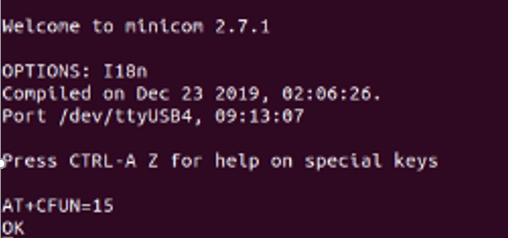 Welcome to minicom 2.7.1
OPTIONS: I18n
Compiled on Dec 23 2019, 02:06:26.
Port /dev/ttyUSB4, 09:13:07
Press CTRL-A Z for help on special keys
AT+CFUN=15
OK